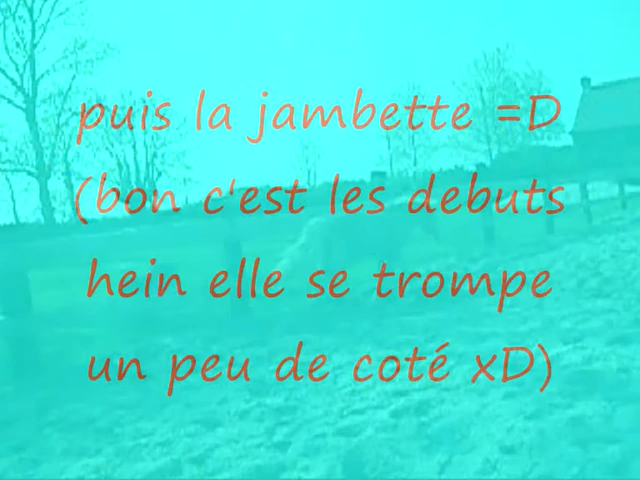 puis la jambette =D
(bon c'est les debuts
hein elle se trompe
un peu de coté xD)